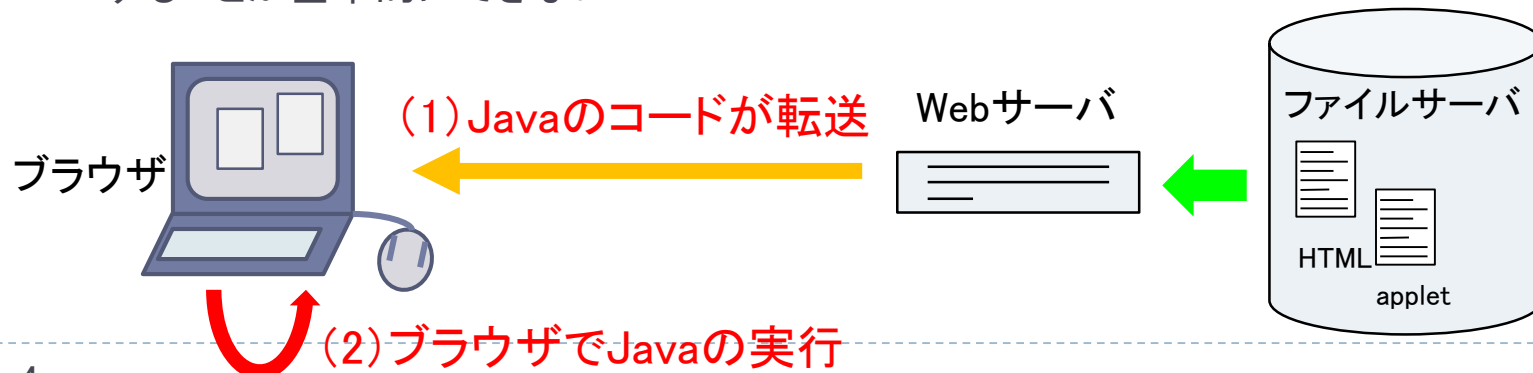 (1)Javaのコードが転送
Webサーバ
ファイルサーバ
ブラウザ
HTML
applet
(2)ブラウザでJavaの実行